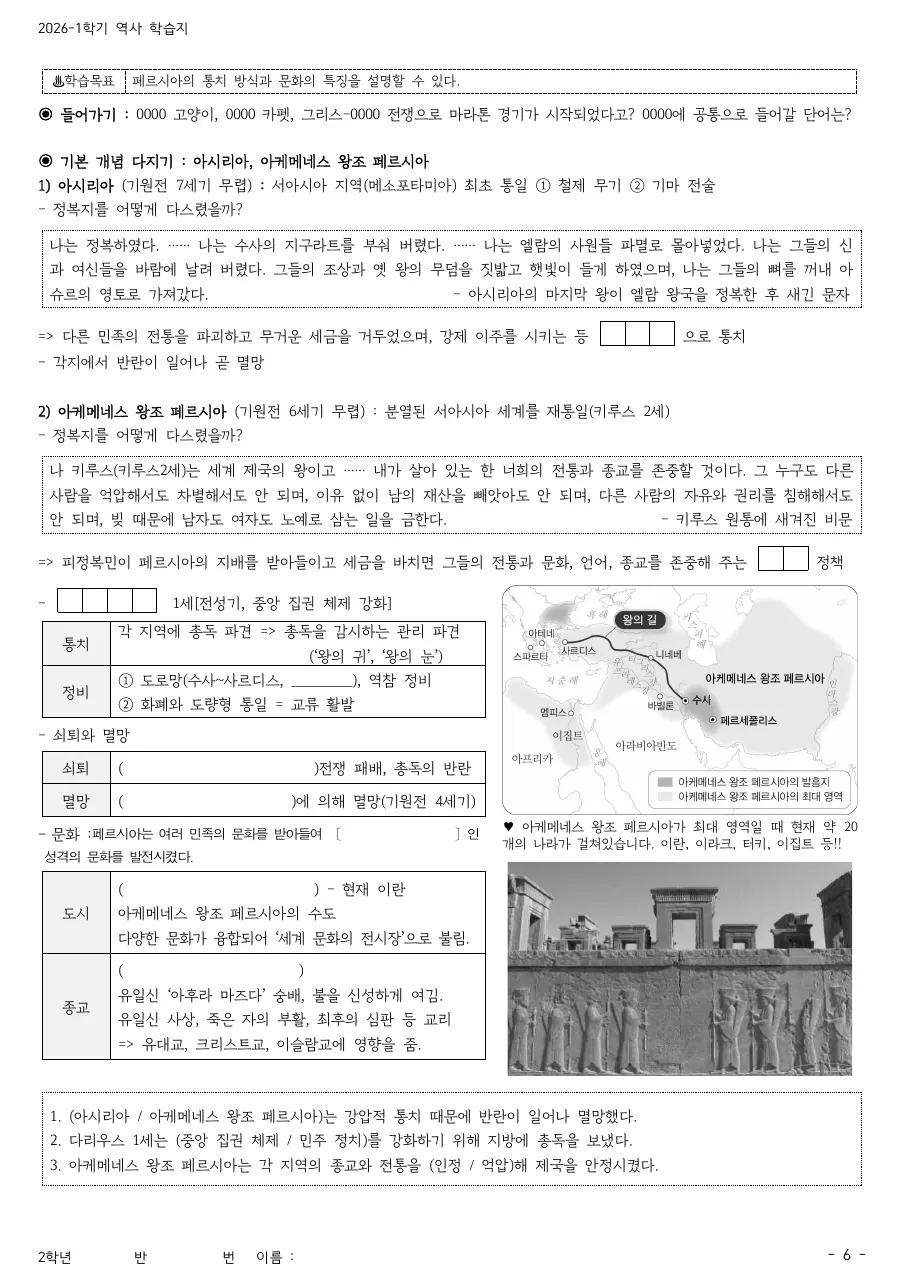 2026-1학기 역사 학습지
♨학습목표 페르시아의 통치 방식과 문화의 특징을 설명할 수 있다.
◉ 들어가기 : 0000 고양이, 0000 카펫, 그리스-0000 전쟁으로 마라톤 경기가 시작되었다고? 0000에 공통으로 들어갈 단어는?
◉ 기본 개념 다지기 : 아시리아, 아케메네스 왕조 페르시아
1) 아시리아 (기원전 7세기 무렵) : 서아시아 지역(메소포타미아) 최초 통일 ① 철제 무기 ② 기마 전술
- 정복지를 어떻게 다스렸을까?
나는 정복하였다. …… 나는 수사의 지구라트를 부숴 버렸다. …… 나는 엘람의 사원들 파멸로 몰아넣었다. 나는 그들의 신
과 여신들을 바람에 날려 버렸다. 그들의 조상과 옛 왕의 무덤을 짓밟고 햇빛이 들게 하였으며, 나는 그들의 뼈를 꺼내 아
슈르의 영토로 가져갔다. - 아시리아의 마지막 왕이 엘람 왕국을 정복한 후 새긴 문자
=> 다른 민족의 전통을 파괴하고 무거운 세금을 거두었으며, 강제 이주를 시키는 등 으로 통치
- 각지에서 반란이 일어나 곧 멸망
2) 아케메네스 왕조 페르시아 (기원전 6세기 무렵) : 분열된 서아시아 세계를 재통일(키루스 2세)
- 정복지를 어떻게 다스렸을까?
나 키루스(키루스2세)는 세계 제국의 왕이고 …… 내가 살아 있는 한 너희의 전통과 종교를 존중할 것이다. 그 누구도 다른
사람을 억압해서도 차별해서도 안 되며, 이유 없이 남의 재산을 빼앗아도 안 되며, 다른 사람의 자유와 권리를 침해해서도
안 되며, 빚 때문에 남자도 여자도 노예로 삼는 일을 금한다. - 키루스 원통에 새겨진 비문
=> 피정복민이 페르시아의 지배를 받아들이고 세금을 바치면 그들의 전통과 문화, 언어, 종교를 존중해 주는 정책
- 1세[전성기, 중앙 집권 체제 강화]
통치
각 지역에 총독 파견 => 총독을 감시하는 관리 파견
(‘왕의 귀’, ‘왕의 눈’)
정비
① 도로망(수사~사르디스, ________), 역참 정비
② 화폐와 도량형 통일 = 교류 활발
- 쇠퇴와 멸망
쇠퇴 ( )전쟁 패배, 총독의 반란
멸망 ( )에 의해 멸망(기원전 4세기)
- 문화 :페르시아는 여러 민족의 문화를 받아들여 [ ] 인
성격의 문화를 발전시켰다.
도시
( ) - 현재 이란
아케메네스 왕조 페르시아의 수도
다양한 문화가 융합되어 ‘세계 문화의 전시장’으로 불림.
종교
( )
유일신 ‘아후라 마즈다’ 숭배, 불을 신성하게 여김.
유일신 사상, 죽은 자의 부활, 최후의 심판 등 교리
=> 유대교, 크리스트교, 이슬람교에 영향을 줌.
왕의 길
흑해
카스피해
아테네
스파르타
사르디스
니네베
티그리스강
유프라테스강
지중해
아케메네스 왕조 페르시아
인더스강
바빌론
수사
멤피스
페르세폴리스
이집트
아라비아반도
아프리카
홍해
아케메네스 왕조 페르시아의 발흥지
아케메네스 왕조 페르시아의 최대 영역
♥ 아케메네스 왕조 페르시아가 최대 영역일 때 현재 약 20
개의 나라가 걸쳐있습니다. 이란, 이라크, 터키, 이집트 등!!
1. (아시리아 / 아케메네스 왕조 페르시아)는 강압적 통치 때문에 반란이 일어나 멸망했다.
2. 다리우스 1세는 (중앙 집권 체제 / 민주 정치)를 강화하기 위해 지방에 총독을 보냈다.
3. 아케메네스 왕조 페르시아는 각 지역의 종교와 전통을 (인정 / 억압)해 제국을 안정시켰다.
2학년 반 번 이름 :
- 6 -